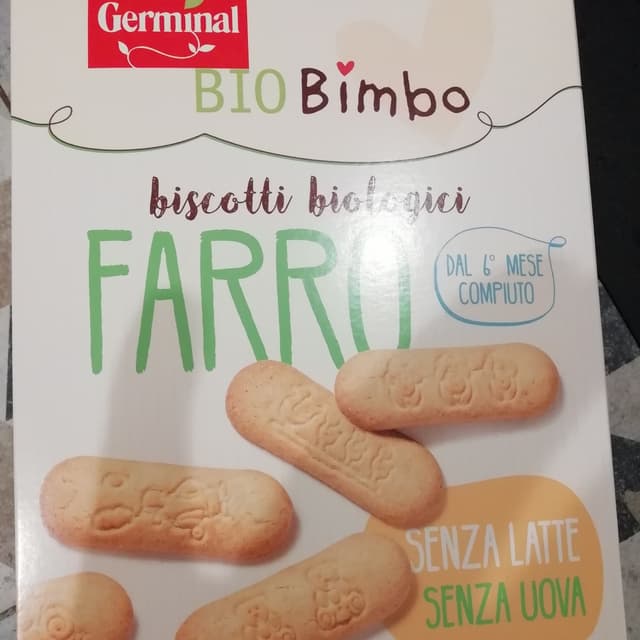 Germinal
BIO Bimbo
biscotti biologici
FARRO
DAL 6° MESE
COMPIUTO
SENZA LATTE
SENZA UOVA